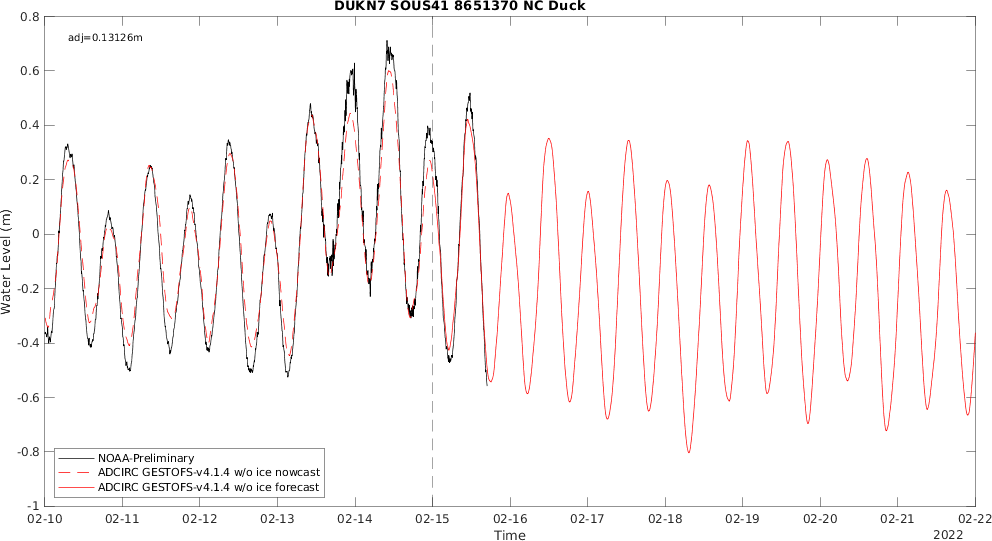 DUKN7 SOUS41 8651370 NC Duck
adj=0.13126m
0.8
0.6
0.4
0.2
0
-0.2
-0.4
-0.6
-0.8
-1
Water Level (m)
NOAA-Preliminary
ADCIRC GESTOFS-v4.1.4 w/o ice nowcast
ADCIRC GESTOFS-v4.1.4 w/o ice forecast
02-10 02-11 02-12 02-13 02-14 02-15 02-16 02-17 02-18 02-19 02-20 02-21 02-22
Time
2022